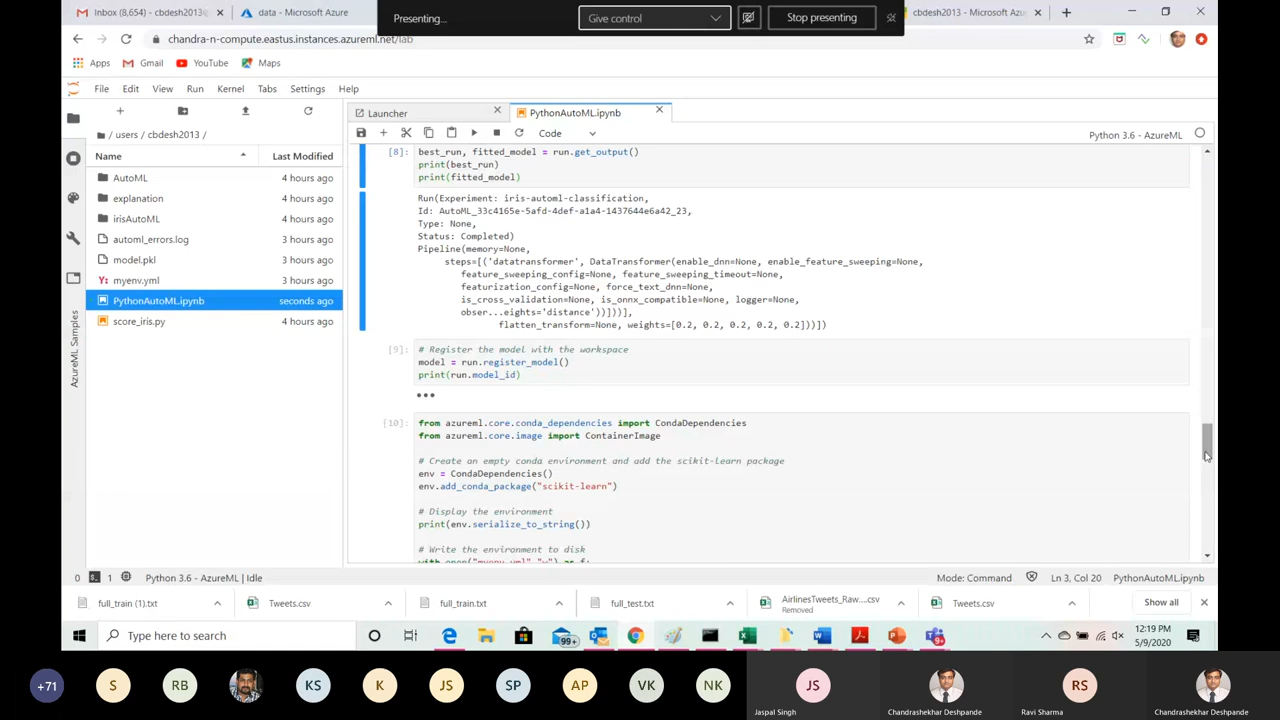 Inbox (8,654) - cbdesh2013@
data - Microsoft Azure
Presenting...
Give control
Stop presenting
cbdesh2013 - Microsoft Az
chandra-n-compute.eastus.instances.azureml.net/lab
Apps
Gmail
YouTube
Maps
File Edit View Run Kernel Tabs Settings Help
Launcher
PythonAutoML.ipynb
/ users / cbdesh2013 /
Code
Python 3.6 - AzureML
Name
Last Modified
AutoML 4 hours ago
explanation 4 hours ago
irisAutoML 4 hours ago
automl_errors.log 3 hours ago
model.pkl 3 hours ago
Y: myenv.yml 3 hours ago
PythonAutoML.ipynb seconds ago
score_iris.py 4 hours ago
AzureML Samples
[8]: best_run, fitted_model = run.get_output()
print(best_run)
print(fitted_model)
Run(Experiment: iris-automl-classification,
Id: AutoML_33c4165e-5afd-4def-a1a4-1437644e6a42_23,
Type: None,
Status: Completed)
Pipeline(memory=None,
steps=[('datatransformer', DataTransformer(enable_dnn=None, enable_feature_sweeping=None,
feature_sweeping_config=None, feature_sweeping_timeout=None,
featurization_config=None, force_text_dnn=None,
is_cross_validation=None, is_onnx_compatible=None, logger=None,
obser...eights='distance'))]))],
flatten_transform=None, weights=[0.2, 0.2, 0.2, 0.2, 0.2]))])
[9]: # Register the model with the workspace
model = run.register_model()
print(run.model_id)
[10]: from azureml.core.conda_dependencies import CondaDependencies
from azureml.core.image import ContainerImage
# Create an empty conda environment and add the scikit-learn package
env = CondaDependencies()
env.add_conda_package("scikit-learn")
# Display the environment
print(env.serialize_to_string())
# Write the environment to disk
with open("myenv.yml","w") as f:
0 1 Python 3.6 - AzureML | Idle
Mode: Command
Ln 3, Col 20
PythonAutoML.ipynb
full_train (1).txt
Tweets.csv
full_train.txt
full_test.txt
AirlinesTweets_Raw....csv
Removed
Tweets.csv
Show all
Type here to search
99+
9+
12:19 PM
5/9/2020
+71
S
RB
KS
K
JS
SP
AP
VK
NK
JS
RS
Jaspal Singh
Chandrashekhar Deshpande
Ravi Sharma
Chandrashekhar Deshpande